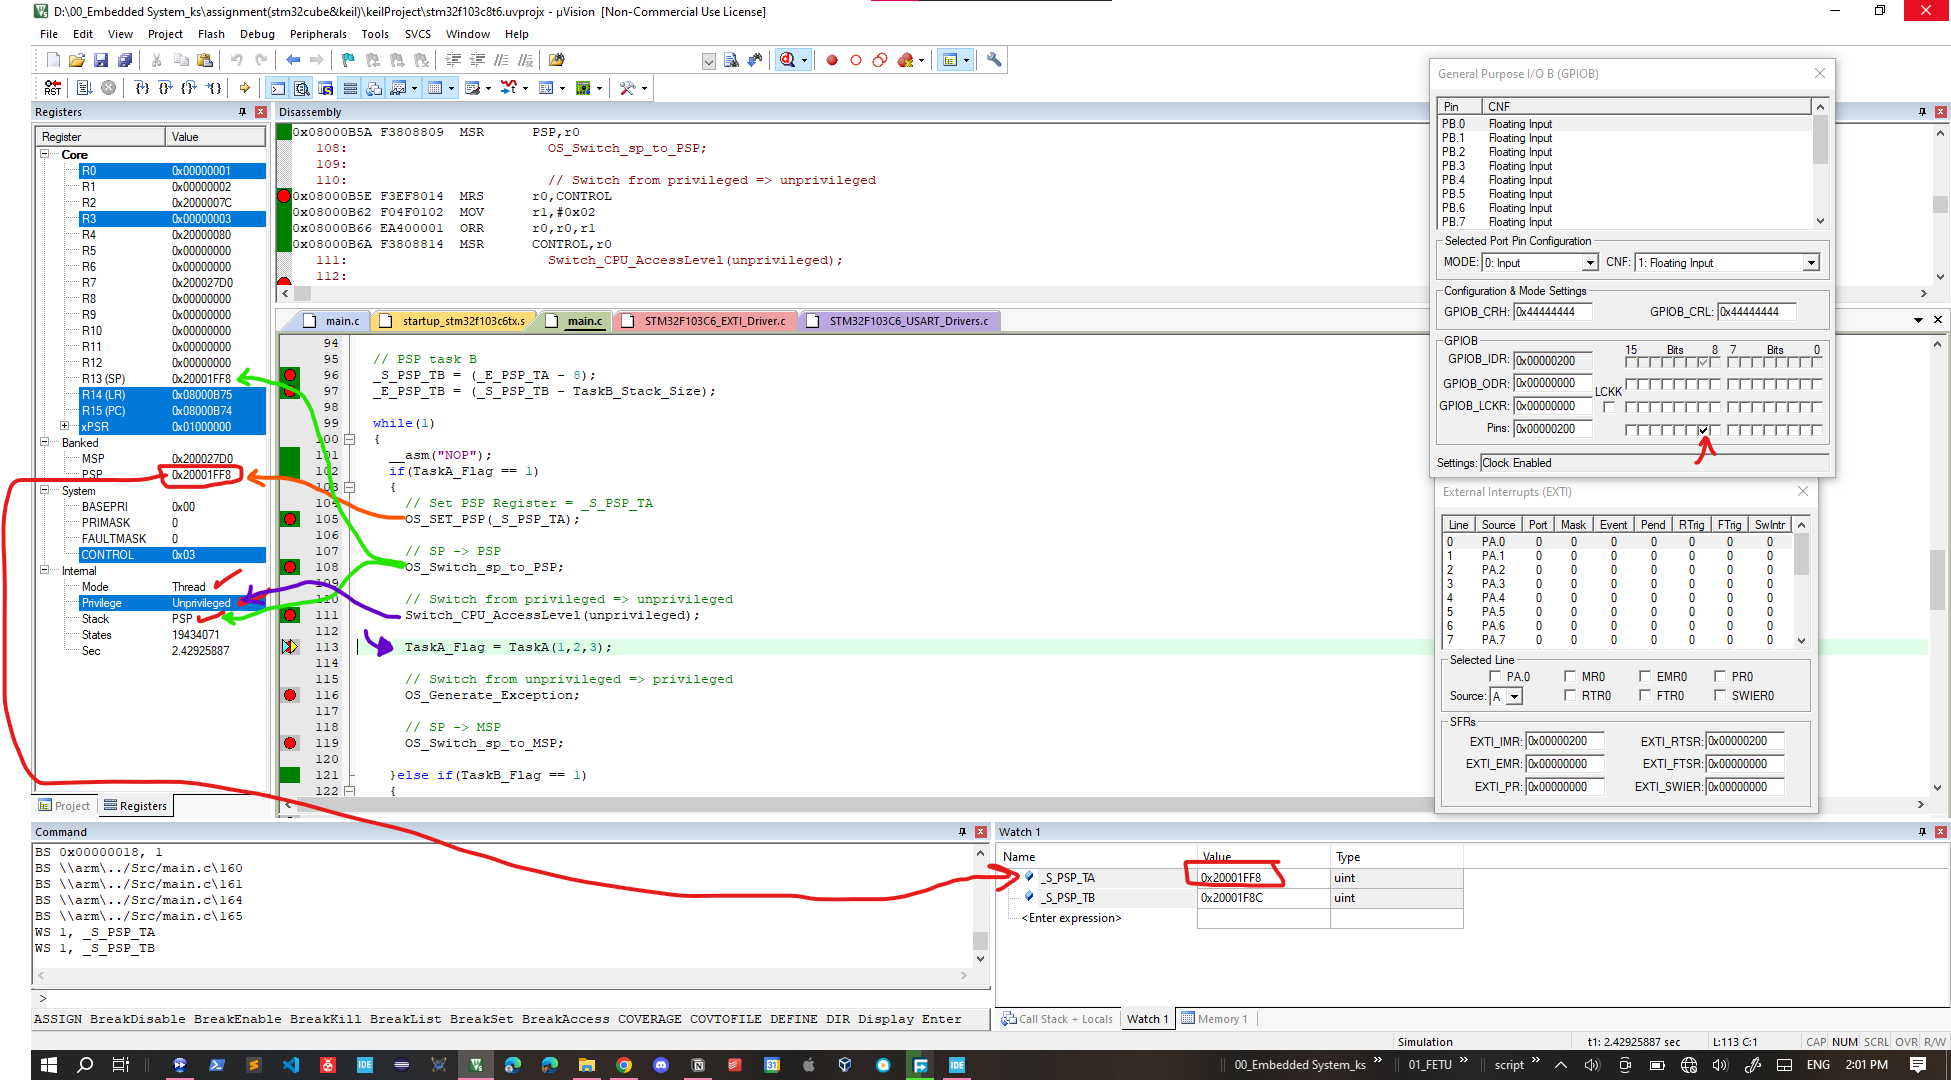 D:\00_Embedded System_ks\assignment(stm32cube&keil)\keilProject\stm32f103c8t6.uvprojx - µVision  [Non-Commercial Use License]
File Edit View Project Flash Debug Peripherals Tools SVCS Window Help
Registers
Register Value
Core
R0 0x00000001
R1 0x00000002
R2 0x2000007C
R3 0x00000003
R4 0x20000080
R5 0x00000000
R6 0x00000000
R7 0x200027D0
R8 0x00000000
R9 0x00000000
R10 0x00000000
R11 0x00000000
R12 0x00000000
R13 (SP) 0x20001FF8
R14 (LR) 0x08000B75
R15 (PC) 0x08000B74
xPSR 0x01000000
Banked
MSP 0x200027D0
PSP 0x20001FF8
System
BASEPRI 0x00
PRIMASK 0
FAULTMASK 0
CONTROL 0x03
Internal
Mode Thread
Privilege Unprivileged
Stack PSP
States 19434071
Sec 2.42925887
Project Registers
Disassembly
0x08000B5A F3808809 MSR PSP,r0
108: OS_Switch_sp_to_PSP;
109:
110: // Switch from privileged => unprivileged
0x08000B5E F3EF8014 MRS r0,CONTROL
0x08000B62 F04F0102 MOV r1,#0x02
0x08000B66 EA400001 ORR r0,r0,r1
0x08000B6A F3808814 MSR CONTROL,r0
111: Switch_CPU_AccessLevel(unprivileged);
112:
main.c startup_stm32f103c6tx.s main.c STM32F103C6_EXTI_Driver.c STM32F103C6_USART_Drivers.c
94
95 // PSP task B
96 _S_PSP_TB = (_E_PSP_TA - 8);
97 _E_PSP_TB = (_S_PSP_TB - TaskB_Stack_Size);
98
99 while(1)
100 {
101 __asm("NOP");
102 if(TaskA_Flag == 1)
103 {
104 // Set PSP Register = _S_PSP_TA
105 OS_SET_PSP(_S_PSP_TA);
106
107 // SP -> PSP
108 OS_Switch_sp_to_PSP;
109
110 // Switch from privileged => unprivileged
111 Switch_CPU_AccessLevel(unprivileged);
112
113 TaskA_Flag = TaskA(1,2,3);
114
115 // Switch from unprivileged => privileged
116 OS_Generate_Exception;
117
118 // SP -> MSP
119 OS_Switch_sp_to_MSP;
120
121 }else if(TaskB_Flag == 1)
122 {
General Purpose I/O B (GPIOB)
Pin CNF
PB.0 Floating Input
PB.1 Floating Input
PB.2 Floating Input
PB.3 Floating Input
PB.4 Floating Input
PB.5 Floating Input
PB.6 Floating Input
PB.7 Floating Input
Selected Port Pin Configuration
MODE: 0: Input CNF: 1: Floating Input
Configuration & Mode Settings
GPIOB_CRH: 0x44444444 GPIOB_CRL: 0x44444444
GPIOB
15 Bits 8 7 Bits 0
GPIOB_IDR: 0x00000200
GPIOB_ODR: 0x00000000
LCKK
GPIOB_LCKR: 0x00000000
Pins: 0x00000200
Settings: Clock Enabled
External Interrupts (EXTI)
Line Source Port Mask Event Pend RTrig FTrig SwIntr
0 PA.0 0 0 0 0 0 0 0
1 PA.1 0 0 0 0 0 0 0
2 PA.2 0 0 0 0 0 0 0
3 PA.3 0 0 0 0 0 0 0
4 PA.4 0 0 0 0 0 0 0
5 PA.5 0 0 0 0 0 0 0
6 PA.6 0 0 0 0 0 0 0
7 PA.7 0 0 0 0 0 0 0
Selected Line
PA.0 MR0 EMR0 PR0
Source: A RTR0 FTR0 SWIER0
SFRs
EXTI_IMR: 0x00000200 EXTI_RTSR: 0x00000200
EXTI_EMR: 0x00000000 EXTI_FTSR: 0x00000000
EXTI_PR: 0x00000000 EXTI_SWIER: 0x00000000
Command
BS 0x00000018, 1
BS \\arm\../Src/main.c\160
BS \\arm\../Src/main.c\161
BS \\arm\../Src/main.c\164
BS \\arm\../Src/main.c\165
WS 1, _S_PSP_TA
WS 1, _S_PSP_TB
>
ASSIGN BreakDisable BreakEnable BreakKill BreakList BreakSet BreakAccess COVERAGE COVTOFILE DEFINE DIR Display Enter
Watch 1
Name Value Type
_S_PSP_TA 0x20001FF8 uint
_S_PSP_TB 0x20001F8C uint
<Enter expression>
Call Stack + Locals Watch 1 Memory 1
Simulation t1: 2.42925887 sec L:113 C:1 CAP NUM SCRL OVR R/W
00_Embedded System_ks 01_FETU script ENG 2:01 PM